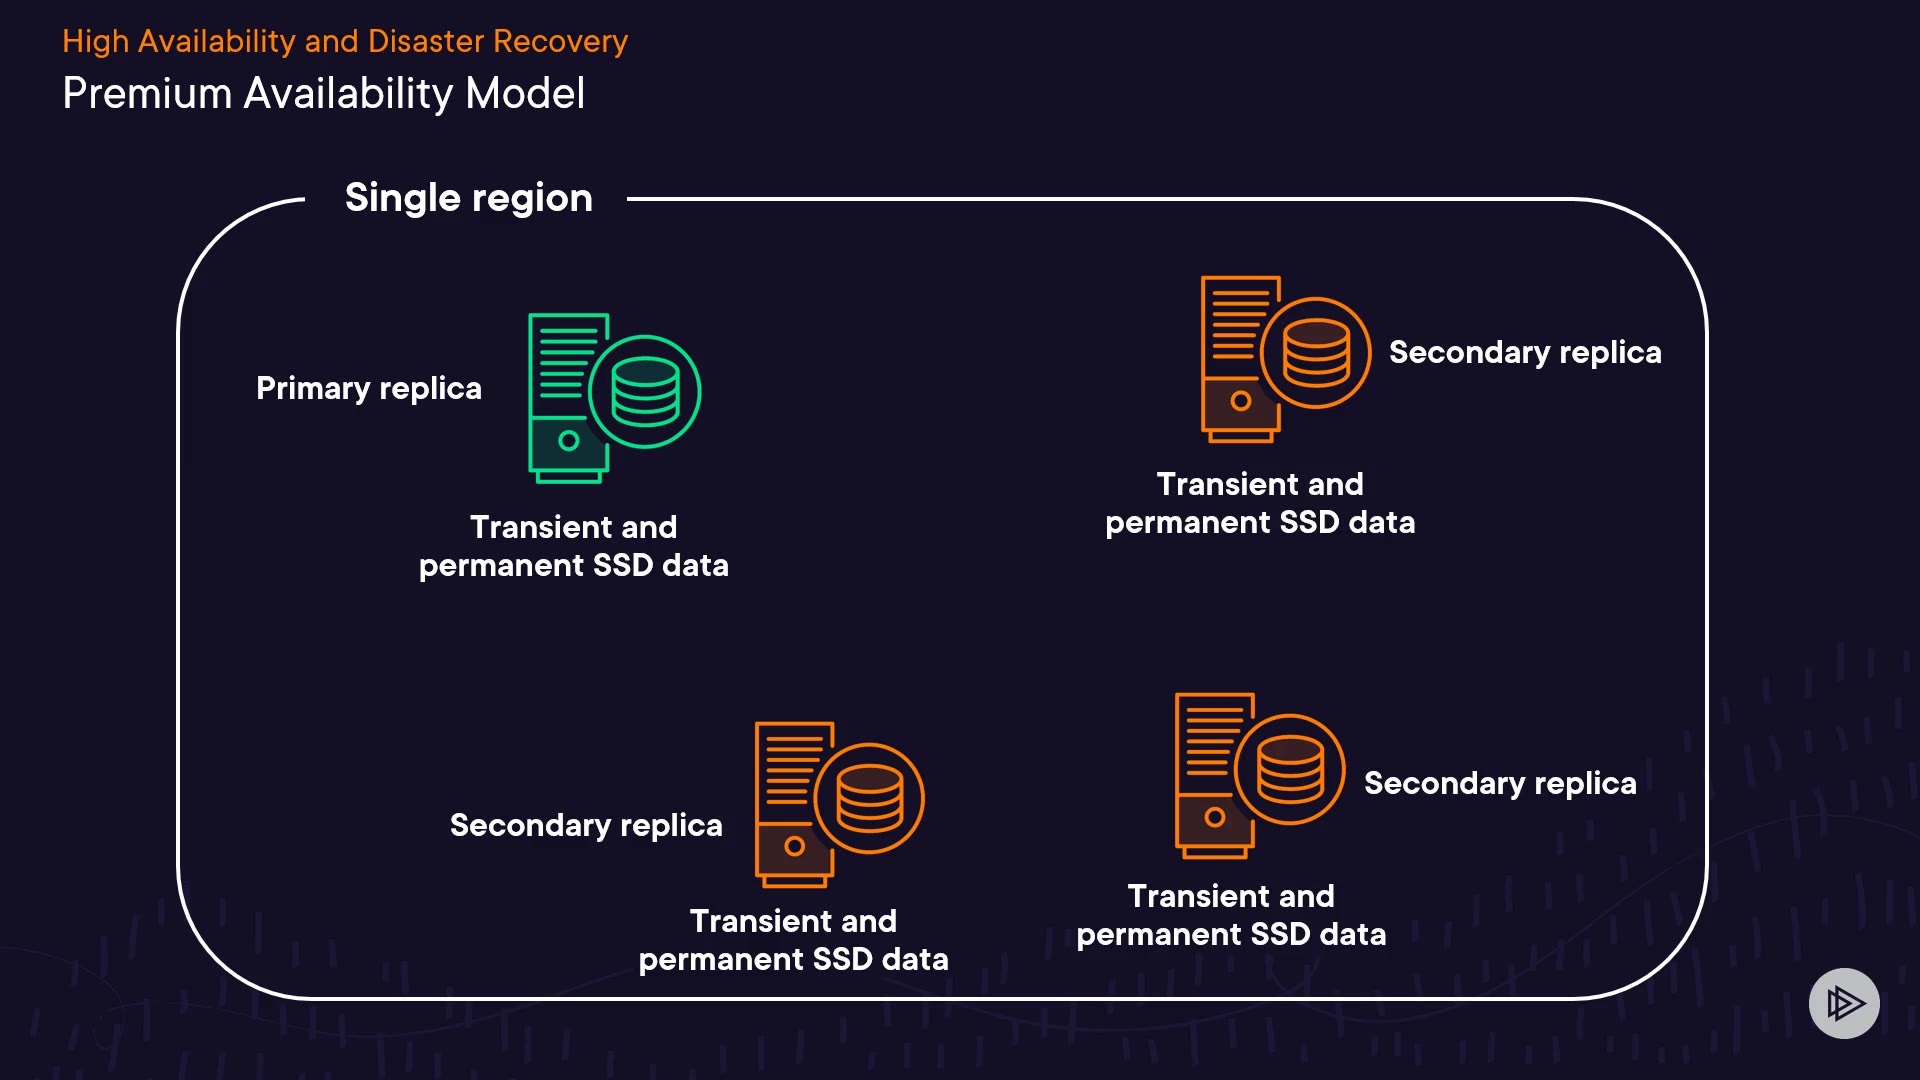 High Availability and Disaster Recovery
Premium Availability Model
Single region
Primary replica
Transient and
permanent SSD data
Secondary replica
Transient and
permanent SSD data
Secondary replica
Transient and
permanent SSD data
Secondary replica
Transient and
permanent SSD data